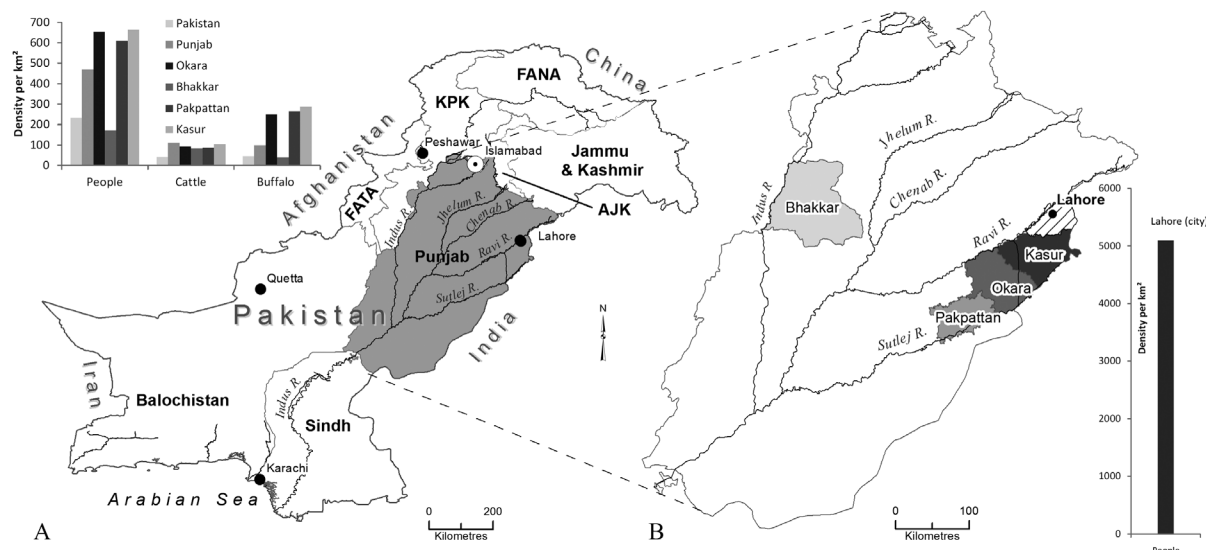 700
600
500
400
300
200
100
0
Density per km²
People
Cattle
Buffalo
Pakistan
Punjab
Okara
Bhakkar
Pakpattan
Kasur
China
FANA
KPK
Afghanistan
Peshawar
Islamabad
Jammu
& Kashmir
FATA
AJK
Indus R.
Jhelum R.
Chenab R.
Ravi R.
Lahore
Punjab
Sutlej R.
Quetta
Pakistan
India
N
Iran
Balochistan
Indus R.
Sindh
Karachi
Arabian Sea
0
200
Kilometres
A
Jhelum R.
Chenab R.
Indus R
Bhakkar
Lahore
Ravi R.
Kasur
Okara
Pakpattan
Sutlej R.
0
100
Kilometres
B
Lahore (city)
6000
5000
4000
3000
2000
1000
0
Density per km²
People